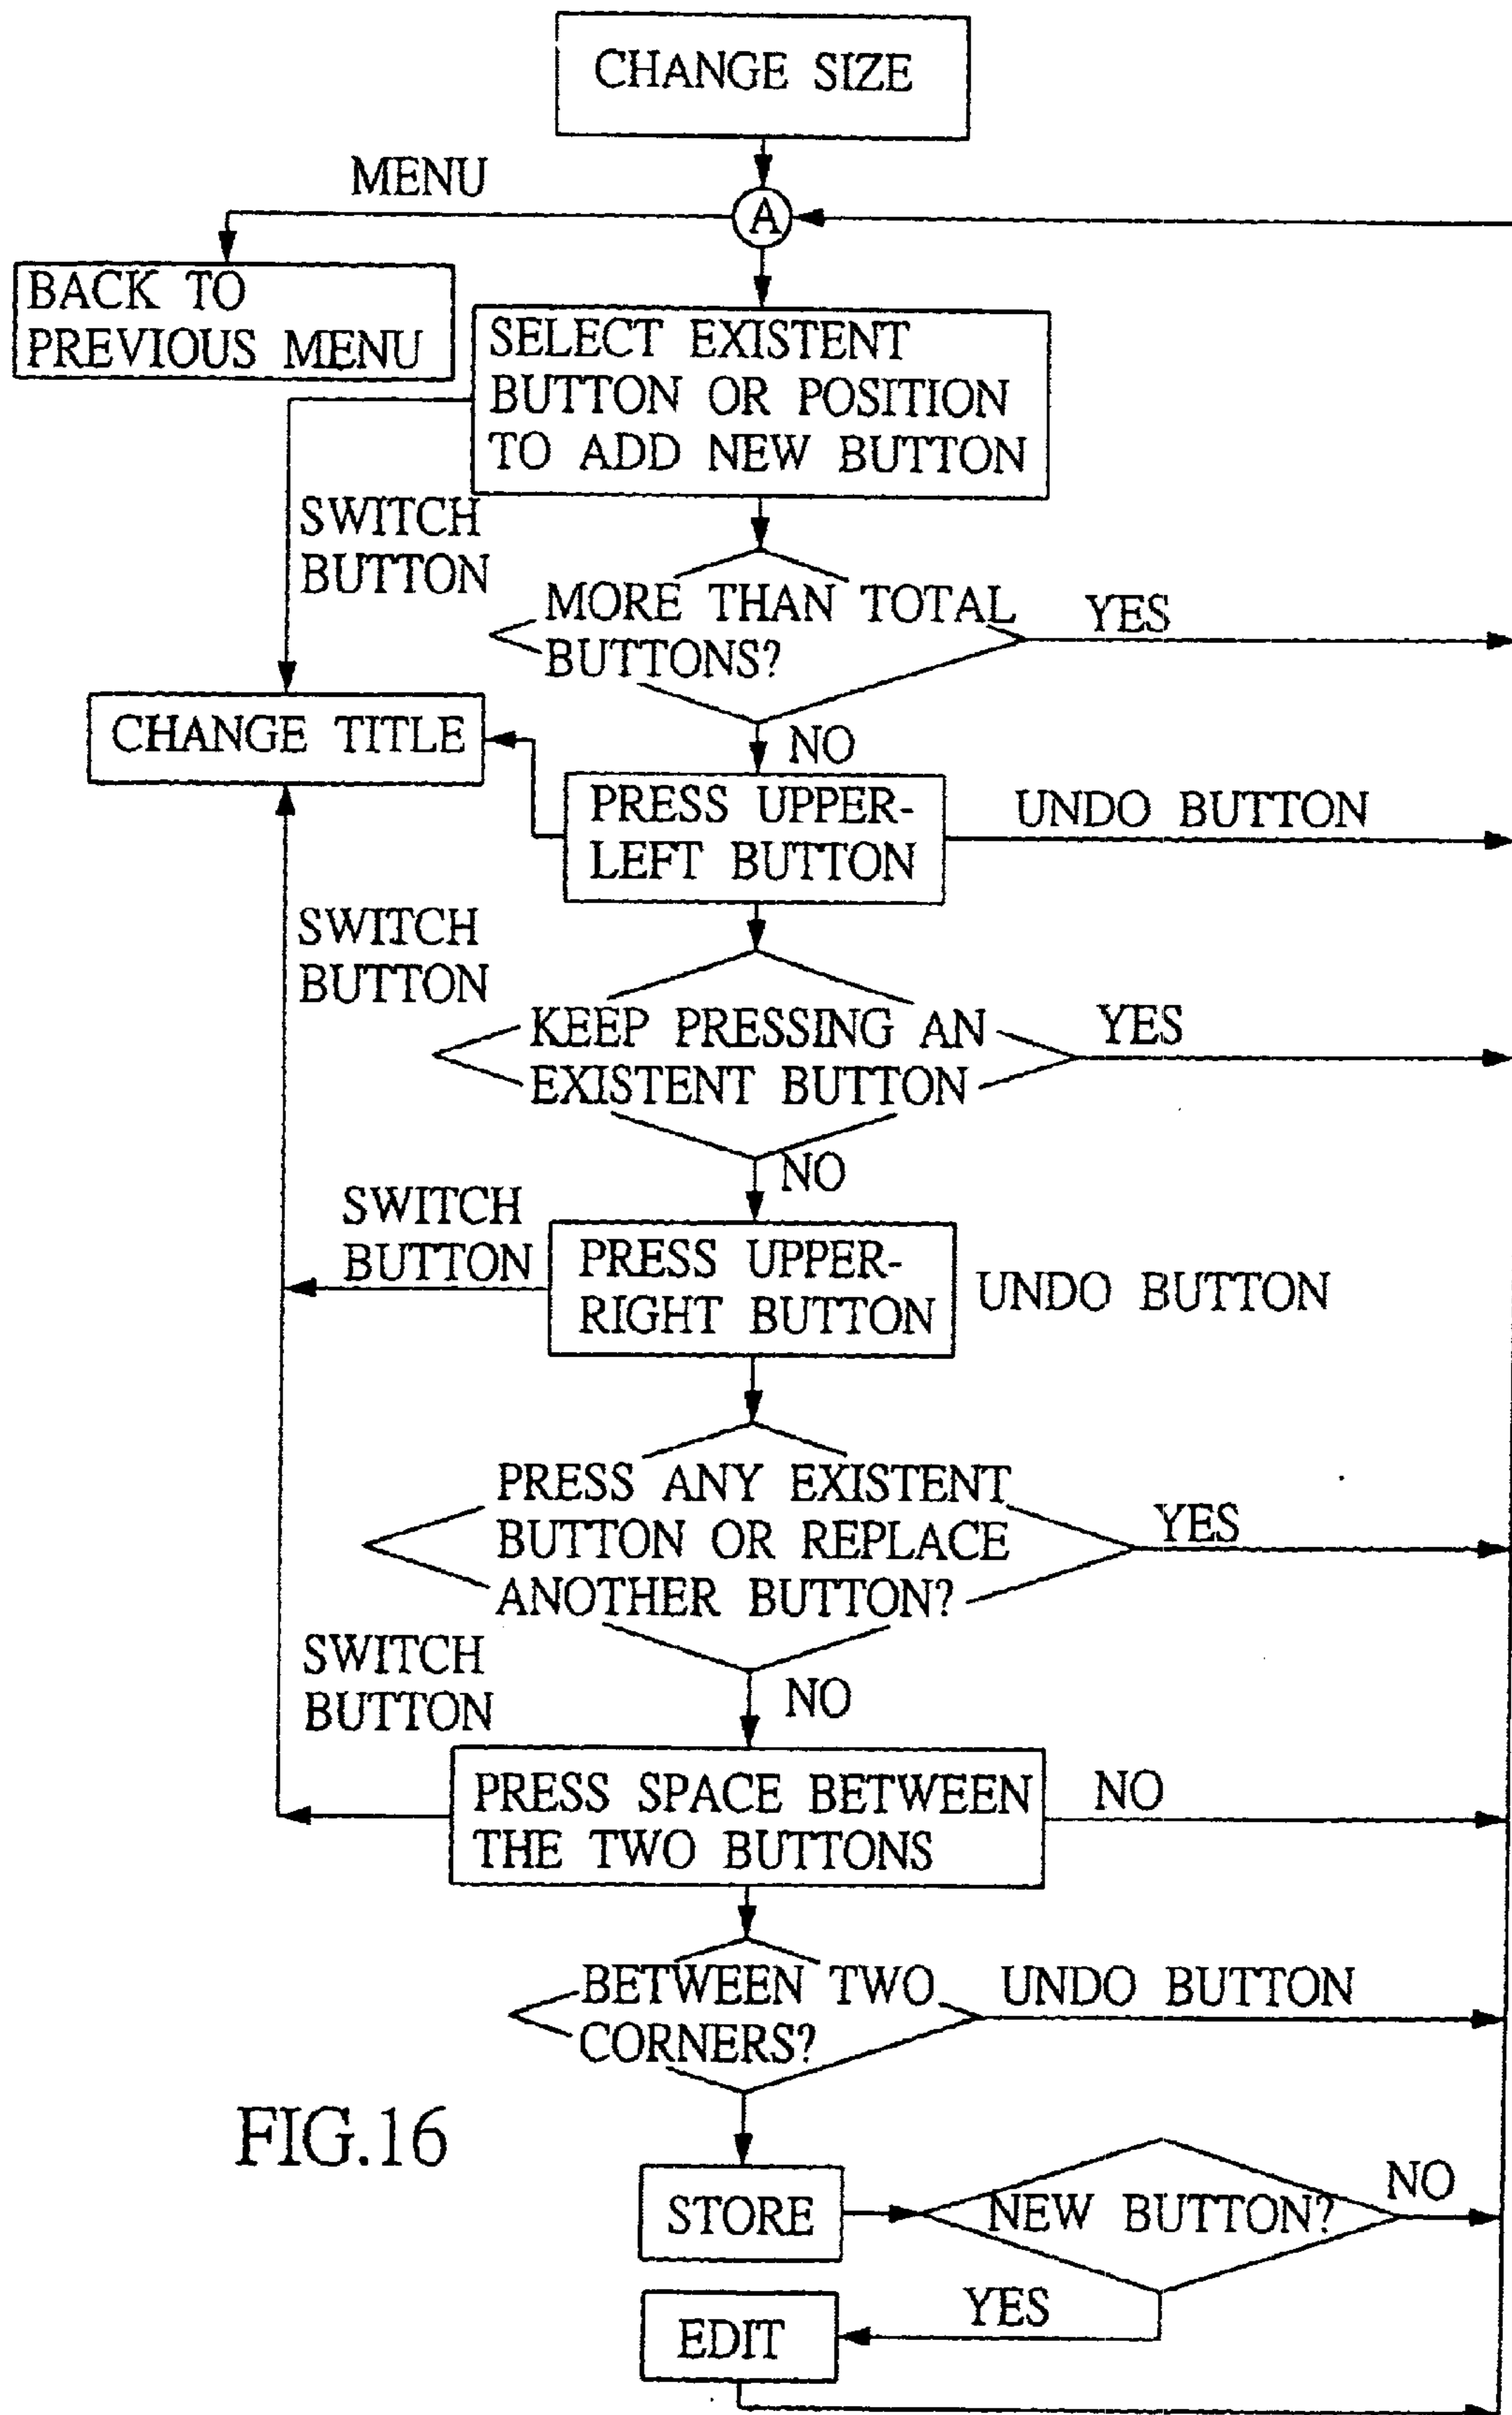 CHANGE SIZE
MENU
A
BACK TO
PREVIOUS MENU
SELECT EXISTENT
BUTTON OR POSITION
TO ADD NEW BUTTON
SWITCH
BUTTON
MORE THAN TOTAL
BUTTONS?
YES
CHANGE TITLE
NO
PRESS UPPER-
LEFT BUTTON
UNDO BUTTON
SWITCH
BUTTON
KEEP PRESSING AN
EXISTENT BUTTON
YES
NO
SWITCH
BUTTON
PRESS UPPER-
RIGHT BUTTON
UNDO BUTTON
PRESS ANY EXISTENT
BUTTON OR REPLACE
ANOTHER BUTTON?
YES
SWITCH
BUTTON
NO
PRESS SPACE BETWEEN
THE TWO BUTTONS
NO
BETWEEN TWO
CORNERS?
UNDO BUTTON
FIG.16
STORE
NEW BUTTON?
NO
YES
EDIT